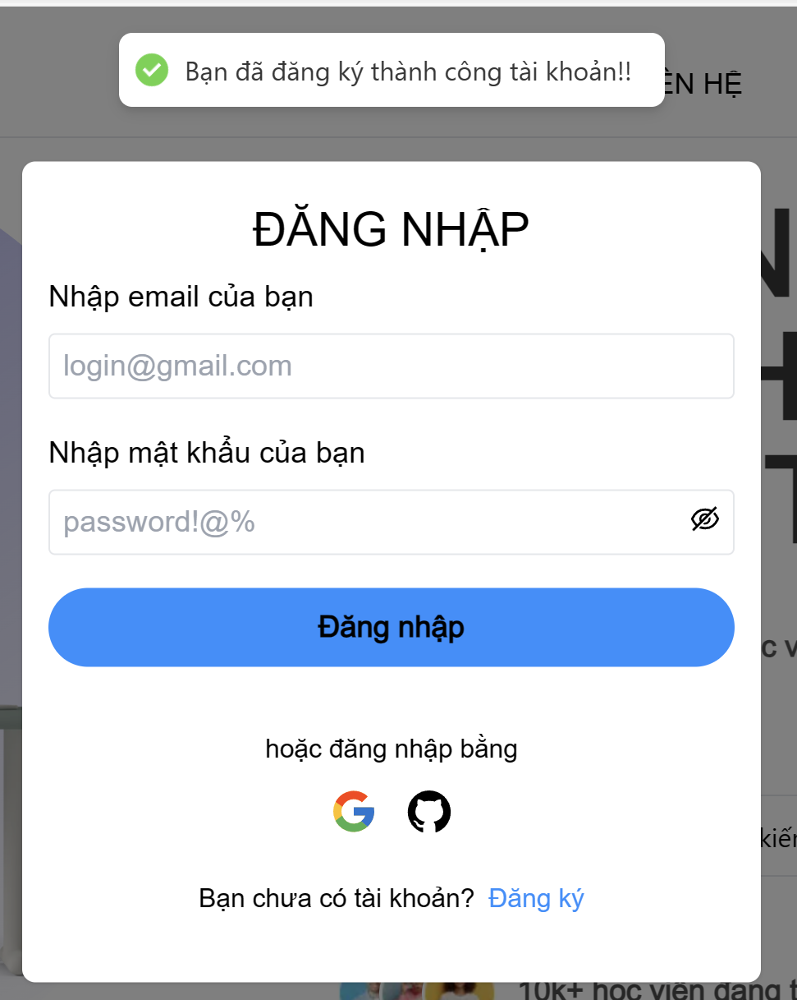 Bạn đã đăng ký thành công tài khoản!!
ÊN HỆ
ĐĂNG NHẬP
Nhập email của bạn
login@gmail.com
Nhập mật khẩu của bạn
password!@%
Đăng nhập
hoặc đăng nhập bằng
Bạn chưa có tài khoản? Đăng ký
10k+ học viên đang